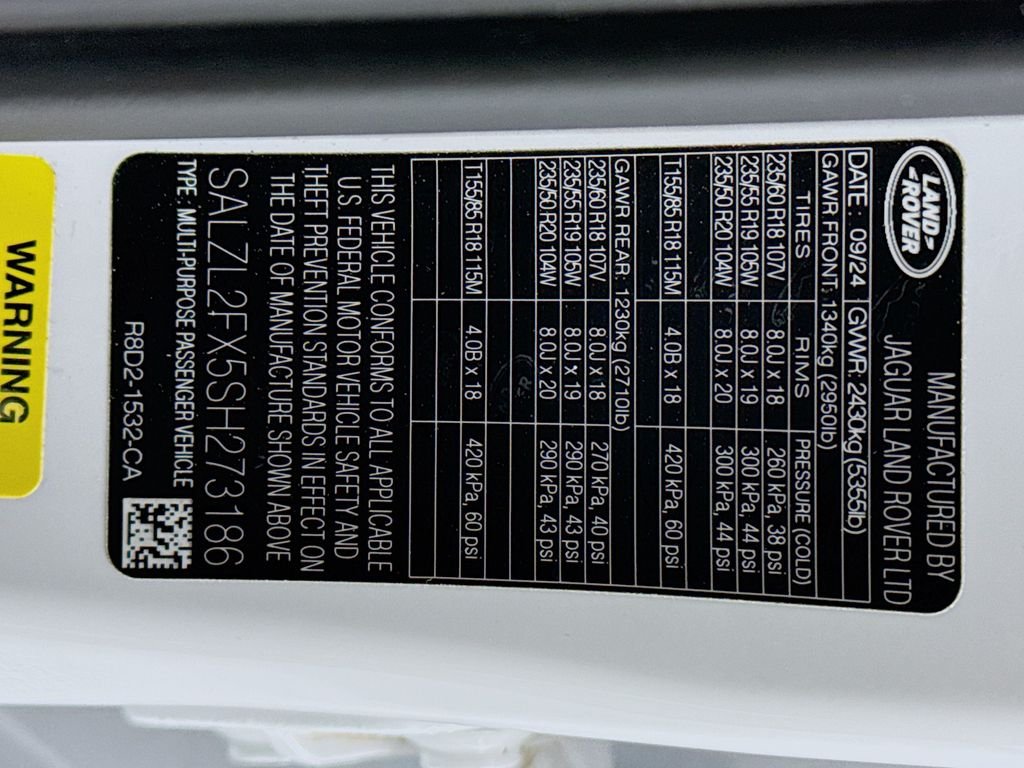 LAND ROVER
MANUFACTURED BY
JAGUAR LAND ROVER LTD
DATE: 09/24 GVWR: 2430kg (5355lb)
GAWR FRONT: 1340kg (2950lb)
TIRES RIMS PRESSURE (COLD)
235/60 R18 107V 8.0J x 18 260 kPa, 38 psi
235/55 R19 105W 8.0J x 19 300 kPa, 44 psi
235/50 R20 104W 8.0J x 20 300 kPa, 44 psi
T155/85 R18 115M 4.0B x 18 420 kPa, 60 psi
GAWR REAR: 1230kg (2710lb)
235/60 R18 107V 8.0J x 18 270 kPa, 40 psi
235/55 R19 105W 8.0J x 19 290 kPa, 43 psi
235/50 R20 104W 8.0J x 20 290 kPa, 43 psi
T155/85 R18 115M 4.0B x 18 420 kPa, 60 psi
THIS VEHICLE CONFORMS TO ALL APPLICABLE
U.S. FEDERAL MOTOR VEHICLE SAFETY AND
THEFT PREVENTION STANDARDS IN EFFECT ON
THE DATE OF MANUFACTURE SHOWN ABOVE
SALZL2FX5SH273186
TYPE: MULTI-PURPOSE PASSENGER VEHICLE
R8D2-1532-CA
WARNING